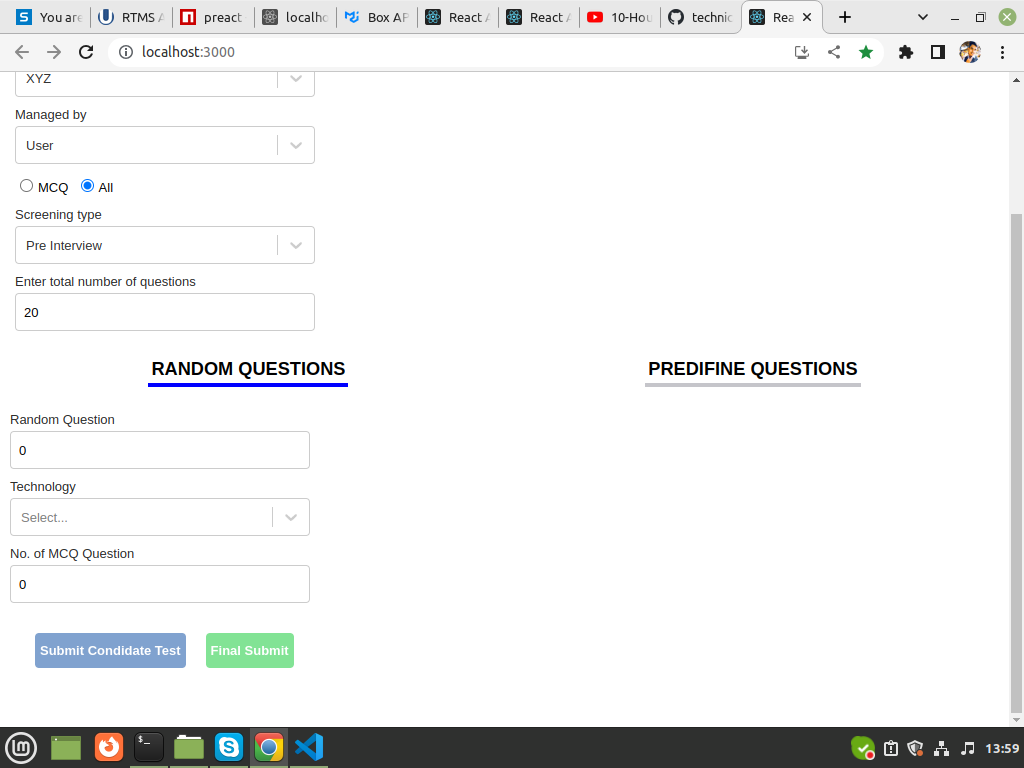 You are
RTMS A
preact
localho
Box AP
React A
React A
10-Hou
technic
Rea
localhost:3000
XYZ
Managed by
User
MCQ All
Screening type
Pre Interview
Enter total number of questions
20
RANDOM QUESTIONS PREDIFINE QUESTIONS
Random Question
0
Technology
Select...
No. of MCQ Question
0
Submit Condidate Test Final Submit
13:59